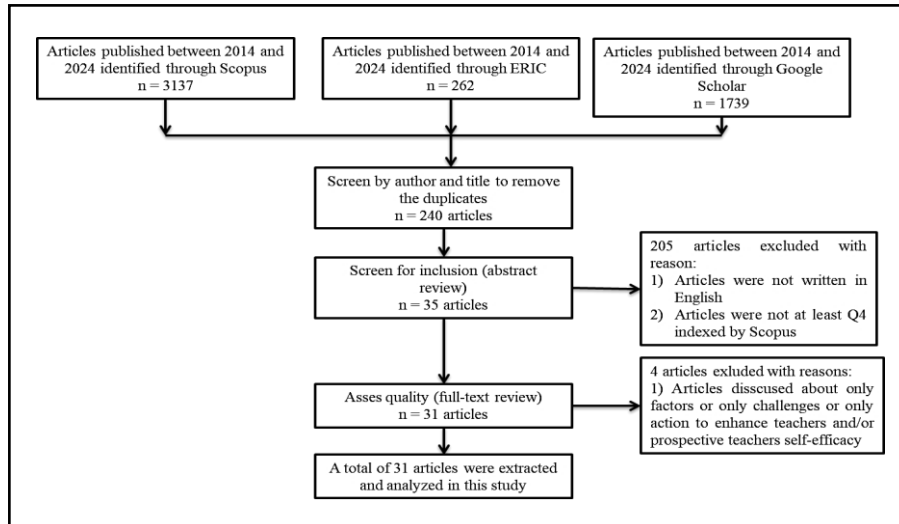 Articles published between 2014 and
2024 identified through Scopus
n = 3137
Articles published between 2014 and
2024 identified through ERIC
n = 262
Articles published between 2014 and
2024 identified through Google
Scholar
n = 1739
Screen by author and title to remove
the duplicates
n = 240 articles
Screen for inclusion (abstract
review)
n = 35 articles
205 articles excluded with
reason:
1) Articles were not written in
English
2) Articles were not at least Q4
indexed by Scopus
Asses quality (full-text review)
n = 31 articles
4 articles exluded with reasons:
1) Articles disscused about only
factors or only challenges or only
action to enhance teachers and/or
prospective teachers self-efficacy
A total of 31 articles were extracted
and analyzed in this study